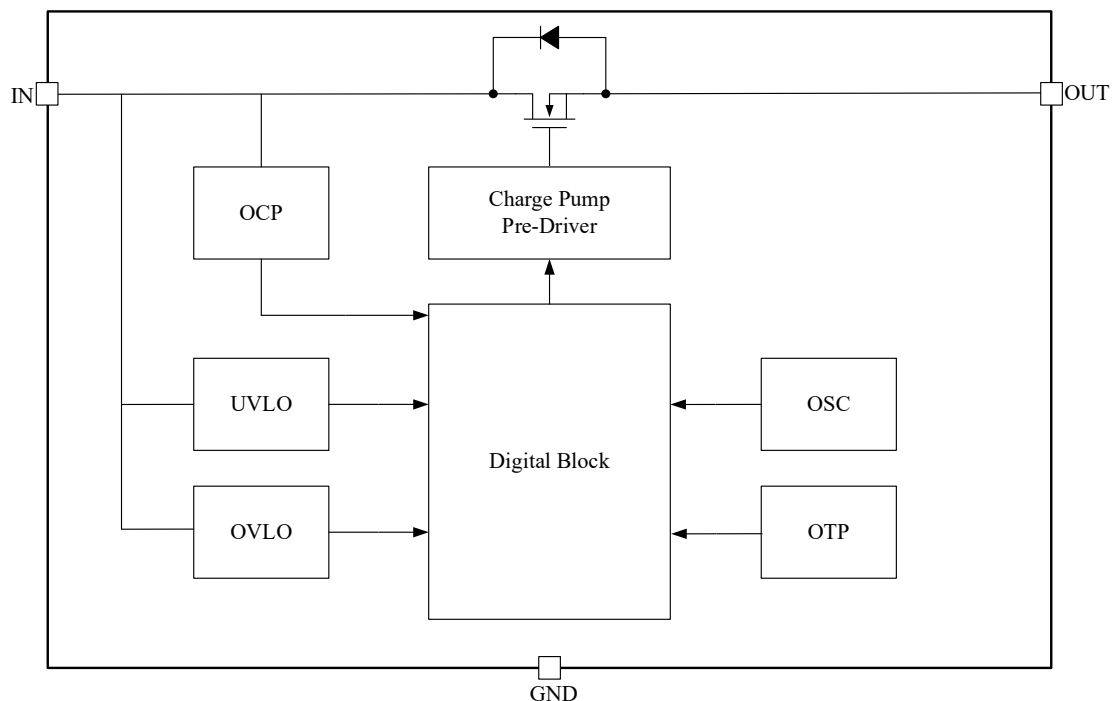 IN
OUT
OCP
Charge Pump
Pre-Driver
UVLO
OSC
Digital Block
OVLO
OTP
GND